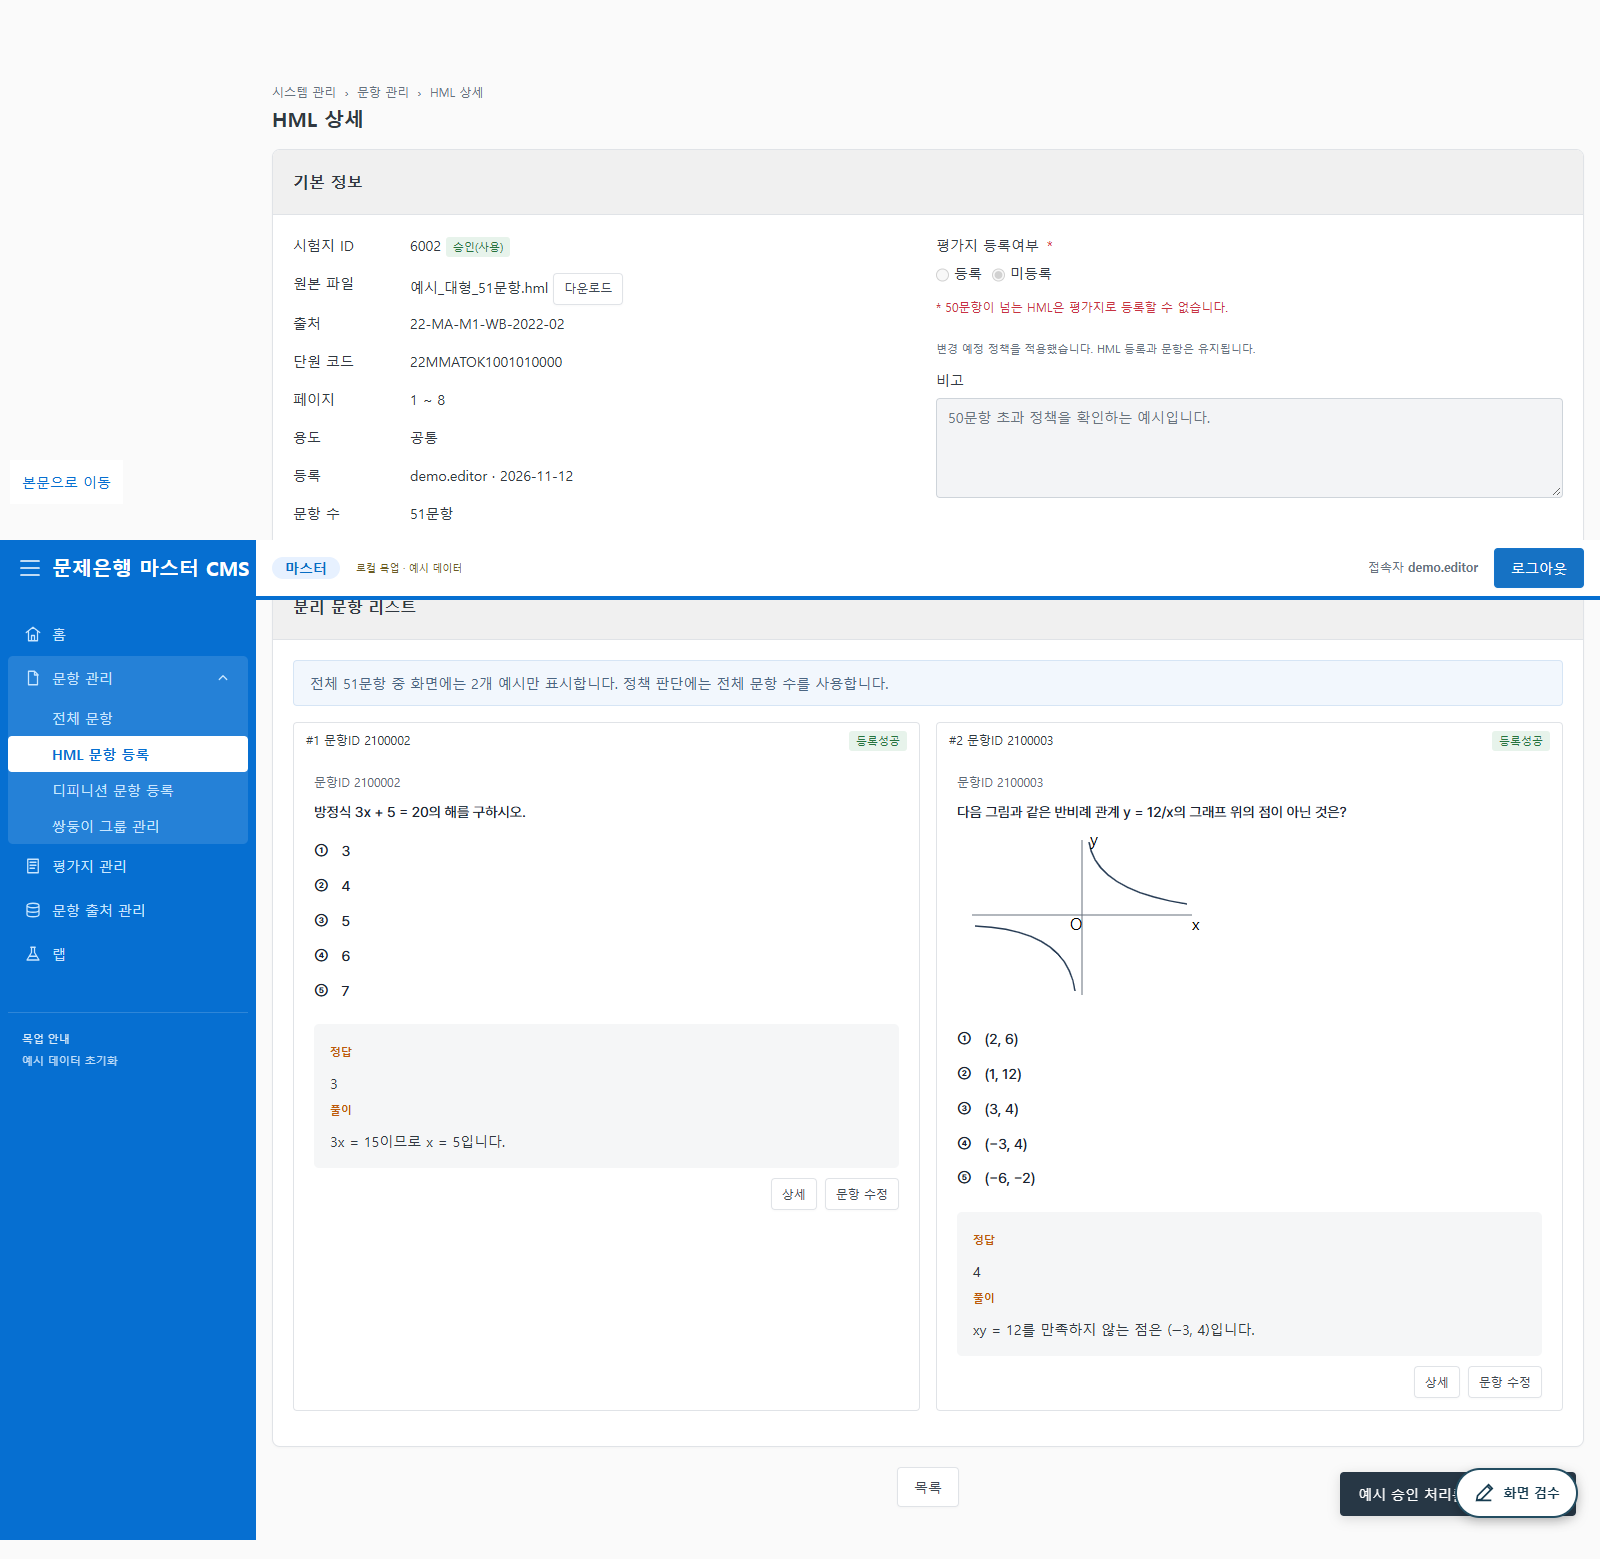 시스템 관리 › 문항 관리 › HML 상세
HML 상세
기본 정보
시험지 ID 6002 승인(사용)
원본 파일 예시_대형_51문항.hml 다운로드
출처 22-MA-M1-WB-2022-02
단원 코드 22MMATOK1001010000
페이지 1 ~ 8
용도 공통
등록 demo.editor · 2026-11-12
문항 수 51문항
평가지 등록여부 *
등록 미등록
* 50문항이 넘는 HML은 평가지로 등록할 수 없습니다.
변경 예정 정책을 적용했습니다. HML 등록과 문항은 유지됩니다.
비고
50문항 초과 정책을 확인하는 예시입니다.
본문으로 이동
문제은행 마스터 CMS
마스터 로컬 목업 · 예시 데이터
접속자 demo.editor 로그아웃
홈
문항 관리
전체 문항
HML 문항 등록
디피니션 문항 등록
쌍둥이 그룹 관리
평가지 관리
문항 출처 관리
랩
목업 안내
예시 데이터 초기화
분리 문항 리스트
전체 51문항 중 화면에는 2개 예시만 표시합니다. 정책 판단에는 전체 문항 수를 사용합니다.
#1 문항ID 2100002 등록성공
문항ID 2100002
방정식 3x + 5 = 20의 해를 구하시오.
① 3
② 4
③ 5
④ 6
⑤ 7
정답
3
풀이
3x = 15이므로 x = 5입니다.
상세 문항 수정
#2 문항ID 2100003 등록성공
문항ID 2100003
다음 그림과 같은 반비례 관계 y = 12/x의 그래프 위의 점이 아닌 것은?
y
O
x
① (2, 6)
② (1, 12)
③ (3, 4)
④ (−3, 4)
⑤ (−6, −2)
정답
4
풀이
xy = 12를 만족하지 않는 점은 (−3, 4)입니다.
상세 문항 수정
목록
예시 승인 처리
화면 검수